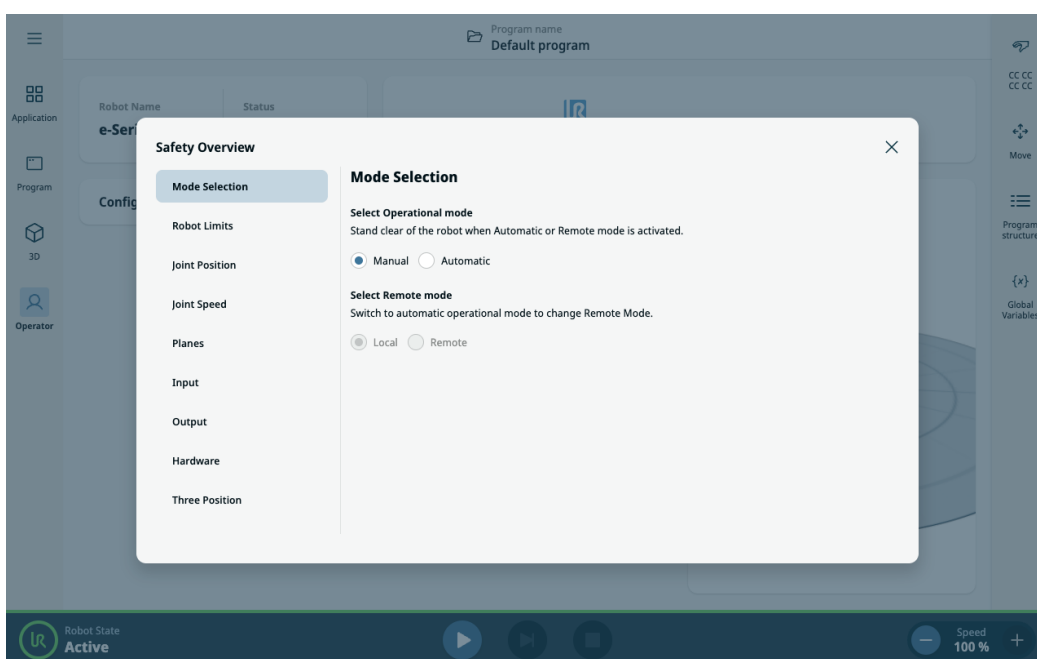 Program name
Default program
Application
Program
3D
Operator
Robot Name
Status
e-Seri
Config
Safety Overview
Mode Selection
Robot Limits
Joint Position
Joint Speed
Planes
Input
Output
Hardware
Three Position
Mode Selection
Select Operational mode
Stand clear of the robot when Automatic or Remote mode is activated.
Manual Automatic
Select Remote mode
Switch to automatic operational mode to change Remote Mode.
Local Remote
CC CC
CC CC
Move
Program
structure
{x}
Global
Variables
Robot State
Active
Speed
100 %